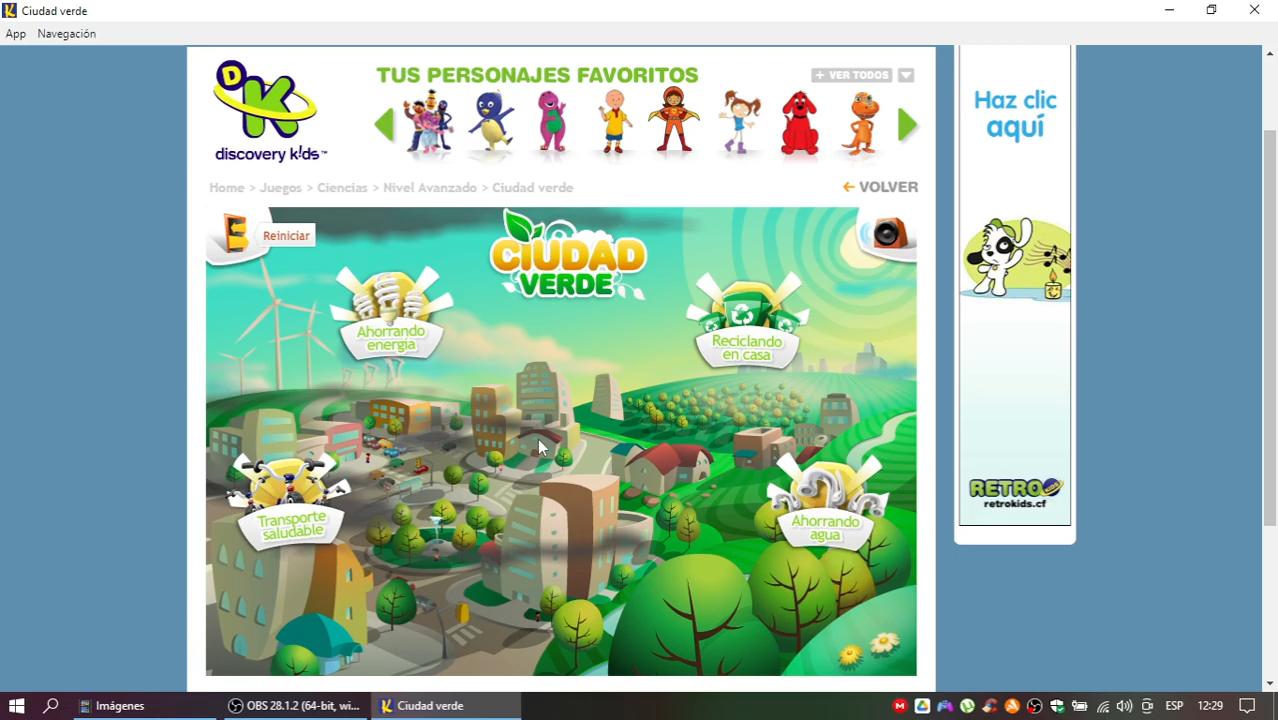 Ciudad verde
App Navegación
TUS PERSONAJES FAVORITOS
+ VER TODOS
D
K
discovery k!ds™
Home > Juegos > Ciencias > Nivel Avanzado > Ciudad verde
← VOLVER
Haz clic
aquí
Reiniciar
CIUDAD
VERDE
Ahorrando
energía
Reciclando
en casa
Transporte
saludable
Ahorrando
agua
RETRO
retrokids.cf
Imágenes
OBS 28.1.2 (64-bit, wi...
Ciudad verde
ESP
12:29